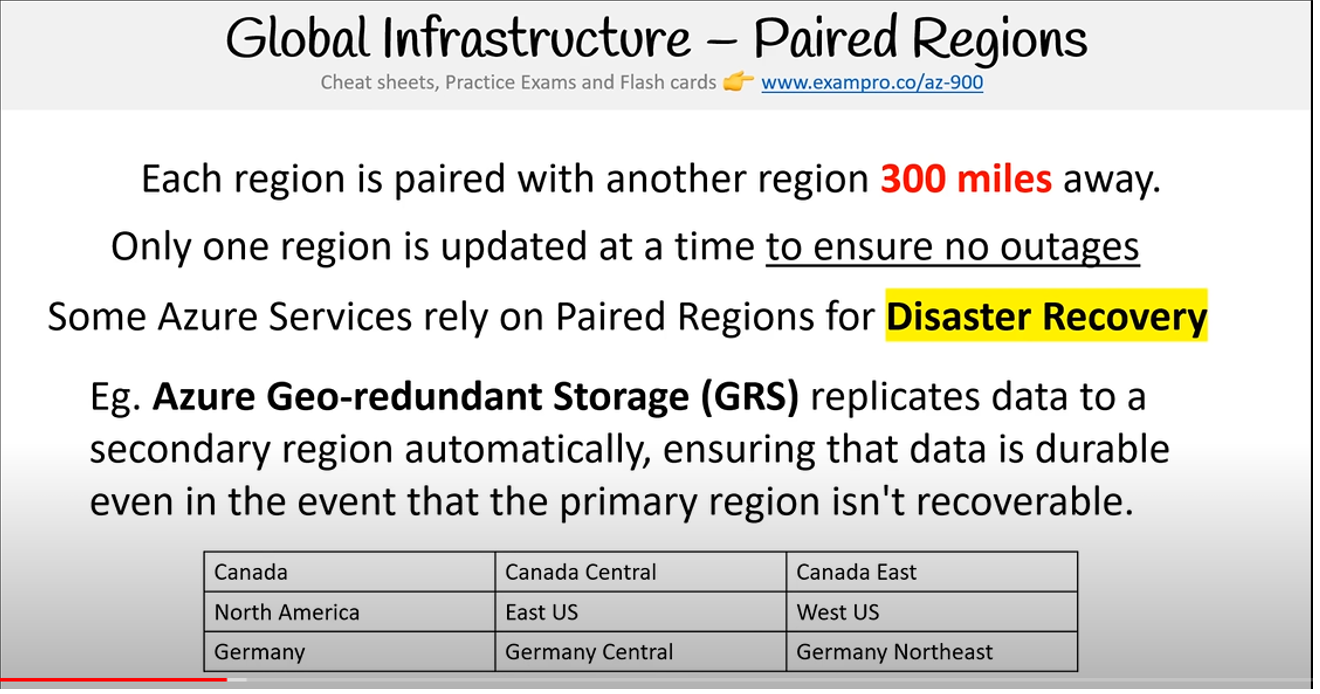 Global Infrastructure – Paired Regions
Cheat sheets, Practice Exams and Flash cards 👉 www.exampro.co/az-900
Each region is paired with another region 300 miles away.
Only one region is updated at a time to ensure no outages
Some Azure Services rely on Paired Regions for Disaster Recovery
Eg. Azure Geo-redundant Storage (GRS) replicates data to a
secondary region automatically, ensuring that data is durable
even in the event that the primary region isn't recoverable.
Canada Canada Central Canada East
North America East US West US
Germany Germany Central Germany Northeast